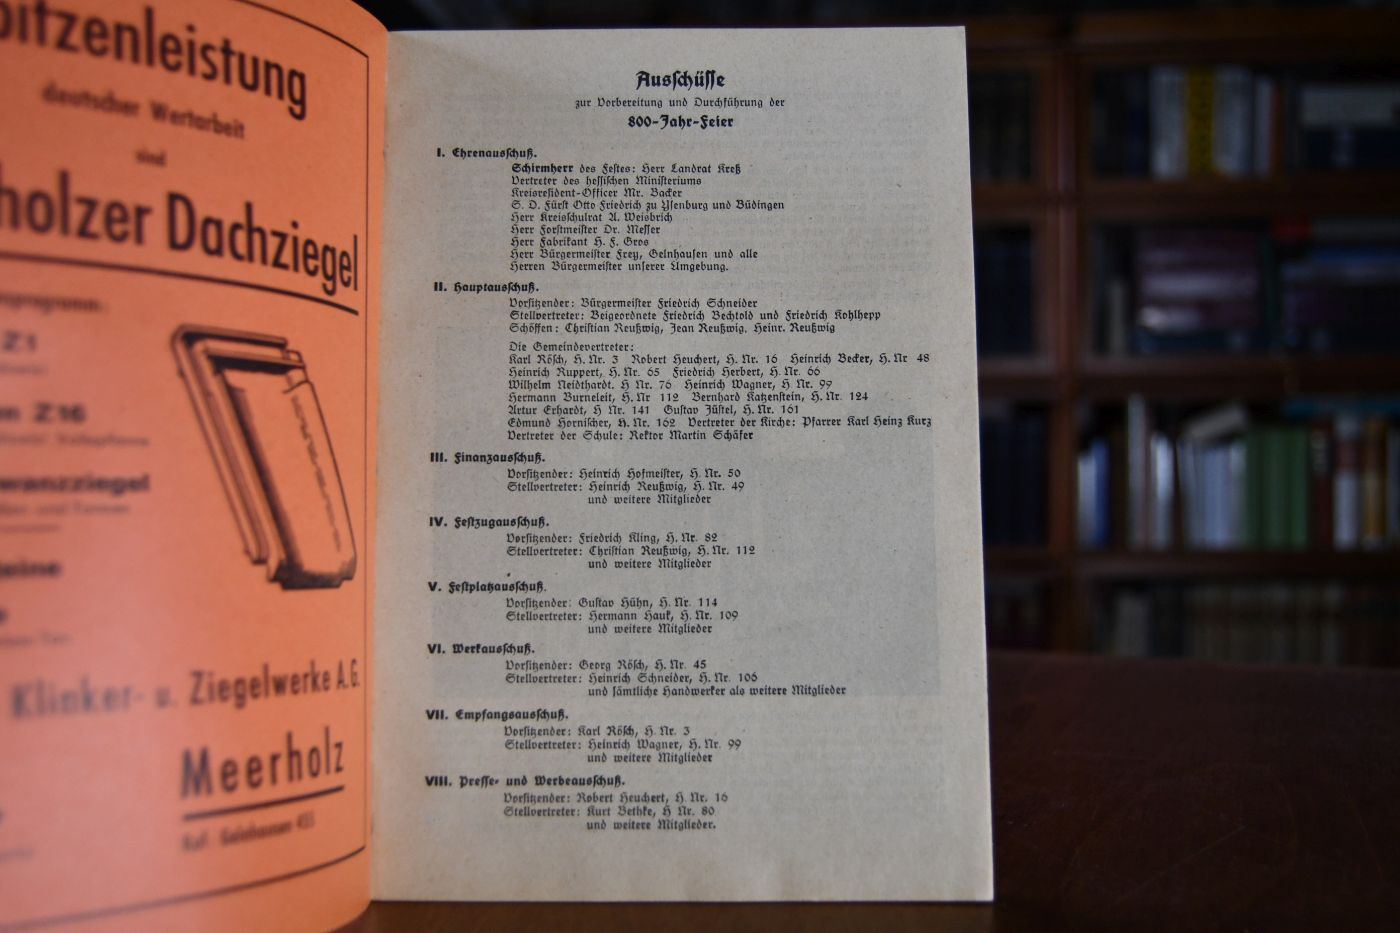 pitzenleistung
deutscher Wertarbeit
sind
holzer Dachziegel
Z1
Z16
wanzziegel
teine
Klinker- u. Ziegelwerke A.G.
Meerholz
Ruf: Gelnhausen 455
Ausſchüſſe
zur Vorbereitung und Durchführung der
800-Jahr-Feier
I. Ehrenausſchuß.
Schirmherr des Feſtes: Herr Landrat Kreß
Vertreter des heſſiſchen Miniſteriums
Kreisreſident-Officer Mr. Backer
S. D. Fürſt Otto Friedrich zu Yſenburg und Büdingen
Herr Kreisſchulrat A. Weisbrich
Herr Forſtmeiſter Dr. Meſſer
Herr Fabrikant H. F. Gros
Herr Bürgermeiſter Frey, Gelnhauſen und alle
Herren Bürgermeiſter unſerer Umgebung.
II. Hauptausſchuß.
Vorſitzender: Bürgermeiſter Friedrich Schneider
Stellvertreter: Beigeordnete Friedrich Bechtold und Friedrich Kohlhepp
Schöffen: Chriſtian Reußwig, Jean Reußwig. Heinr. Reußwig
Die Gemeindevertreter:
Karl Röſch, H. Nr. 3 Robert Heuchert, H. Nr. 16 Heinrich Becker, H. Nr 48
Heinrich Ruppert, H. Nr. 65 Friedrich Herbert, H. Nr. 66
Wilhelm Neidthardt. H Nr. 76 Heinrich Wagner, H. Nr. 99
Hermann Burneleit, H. Nr 112 Bernhard Katzenſtein, H. Nr. 124
Artur Erhardt, H Nr. 141 Guſtav Jüſtel, H. Nr. 161
Edmund Horniſcher, H. Nr. 162 Vertreter der Kirche: Pfarrer Karl Heinz Kurz
Vertreter der Schule: Rektor Martin Schäfer
III. Finanzausſchuß.
Vorſitzender: Heinrich Hofmeiſter, H. Nr. 50
Stellvertreter: Heinrich Reußwig, H. Nr. 49
und weitere Mitglieder
IV. Feſtzugausſchuß.
Vorſitzender: Friedrich Kling, H. Nr. 82
Stellvertreter: Chriſtian Reußwig, H. Nr. 112
und weitere Mitglieder
V. Feſtplatzausſchuß.
Vorſitzender: Guſtav Hühn, H. Nr. 114
Stellvertreter: Hermann Hauk, H. Nr. 109
und weitere Mitglieder
VI. Werkausſchuß.
Vorſitzender: Georg Röſch, H. Nr. 45
Stellvertreter: Heinrich Schneider, H. Nr. 106
und ſämtliche Handwerker als weitere Mitglieder
VII. Empfangsausſchuß.
Vorſitzender: Karl Röſch, H. Nr. 3
Stellvertreter: Heinrich Wagner, H. Nr. 99
und weitere Mitglieder
VIII. Preſſe- und Werbeausſchuß.
Vorſitzender: Robert Heuchert, H. Nr. 16
Stellvertreter: Kurt Bethke, H Nr. 80
und weitere Mitglieder.